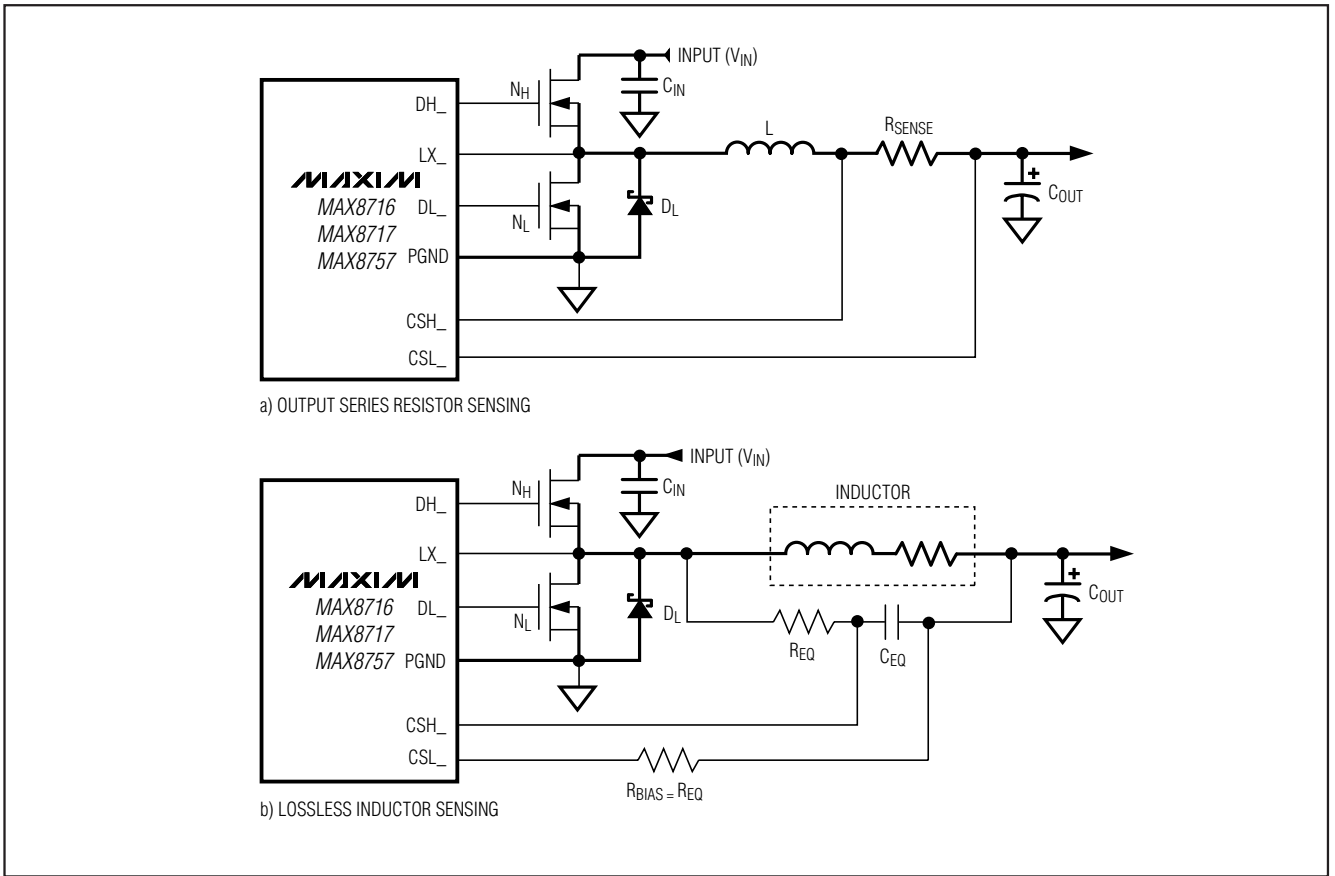 INPUT (VIN)
CIN
NH
DH_
L
RSENSE
LX_
MAXIM
MAX8716
MAX8717
MAX8757
DL_
NL
DL
+
COUT
PGND
CSH_
CSL_
a) OUTPUT SERIES RESISTOR SENSING
INPUT (VIN)
CIN
NH
DH_
INDUCTOR
LX_
MAXIM
MAX8716
MAX8717
MAX8757
DL_
NL
DL
+
COUT
REQ
CEQ
PGND
CSH_
CSL_
RBIAS = REQ
b) LOSSLESS INDUCTOR SENSING